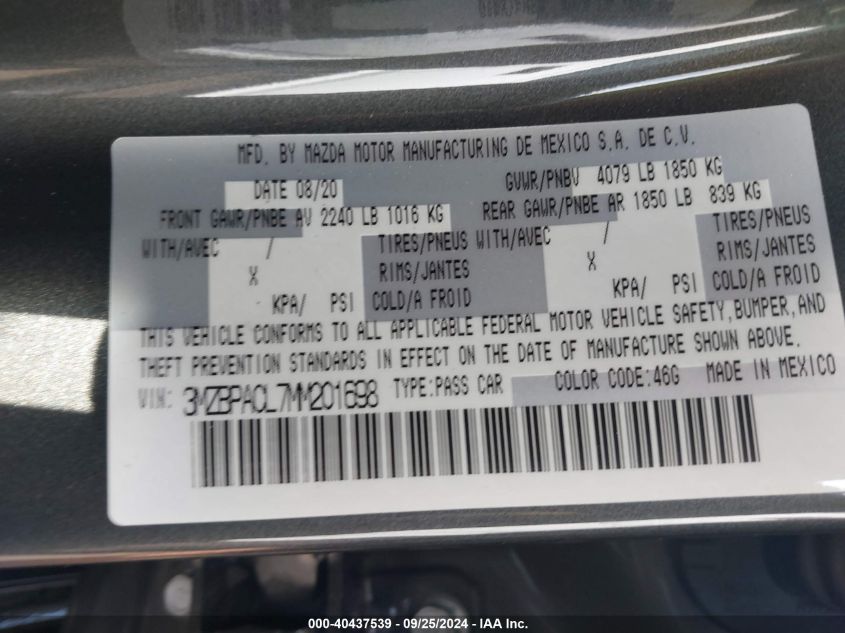 MFD. BY MAZDA MOTOR MANUFACTURING DE MEXICO S.A. DE C.V.
DATE 08/20 GVWR/PNBV 4079 LB 1850 KG
FRONT GAWR/PNBE AV 2240 LB 1016 KG REAR GAWR/PNBE AR 1850 LB 839 KG
WITH/AVEC / TIRES/PNEUS WITH/AVEC / TIRES/PNEUS
X RIMS/JANTES X RIMS/JANTES
KPA/ PSI COLD/A FROID KPA/ PSI COLD/A FROID
THIS VEHICLE CONFORMS TO ALL APPLICABLE FEDERAL MOTOR VEHICLE SAFETY, BUMPER, AND
THEFT PREVENTION STANDARDS IN EFFECT ON THE DATE OF MANUFACTURE SHOWN ABOVE.
VIN: 3MZBPACL7MM201698 TYPE:PASS CAR COLOR CODE:46G MADE IN MEXICO
000-40437539 - 09/25/2024 - IAA Inc.